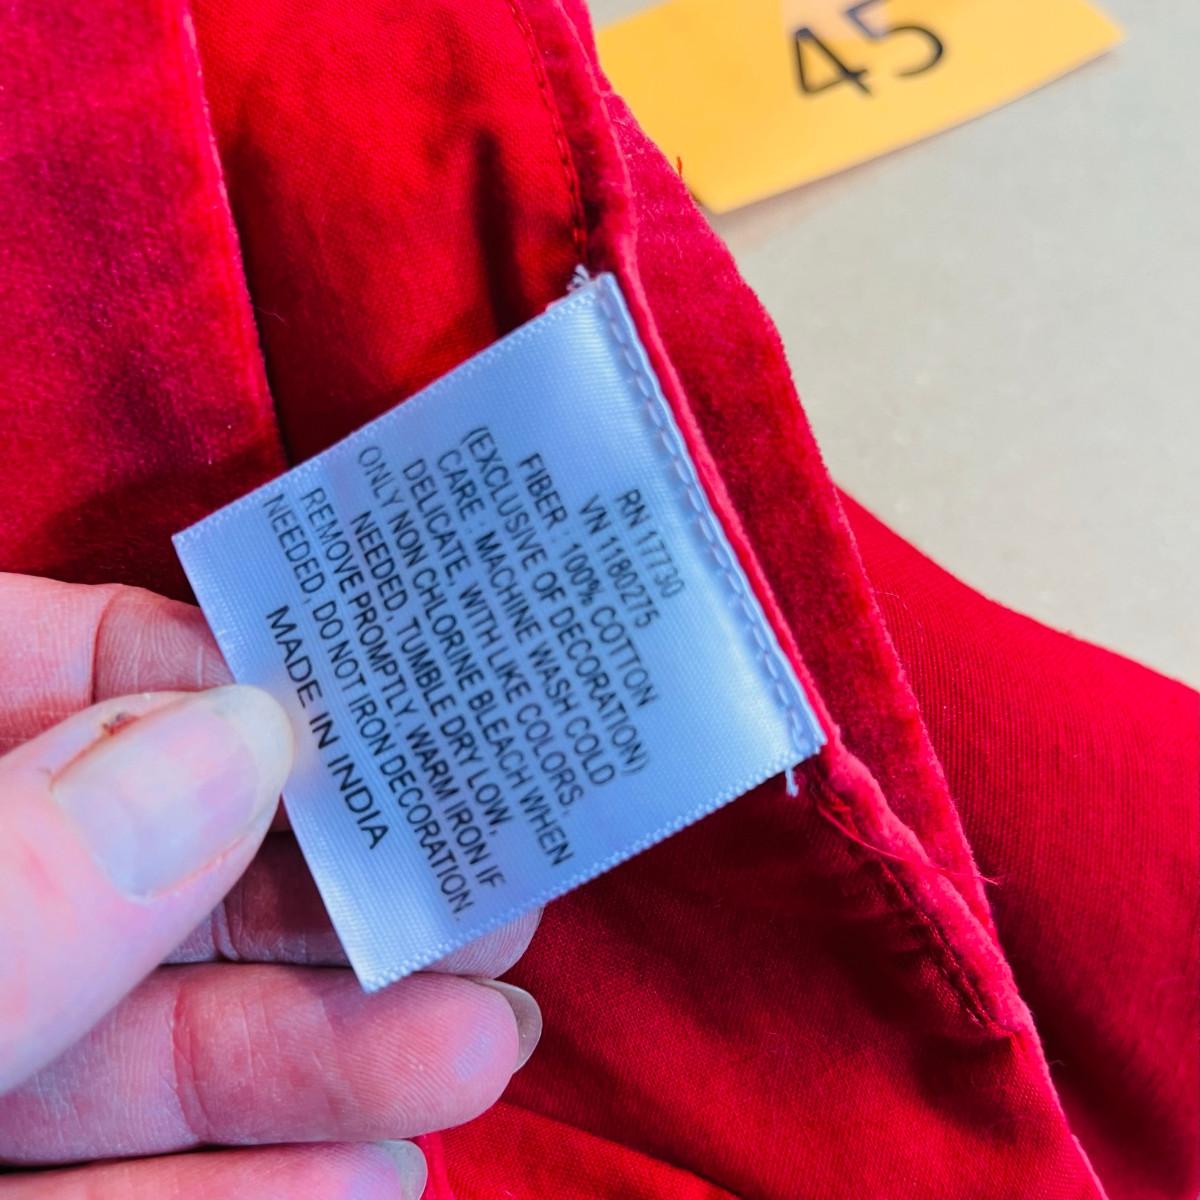 45
RN 17730
VN 1180275
FIBER : 100% COTTON
(EXCLUSIVE OF DECORATION)
CARE : MACHINE WASH COLD
DELICATE, WITH LIKE COLORS.
ONLY NON CHLORINE BLEACH WHEN
NEEDED, TUMBLE DRY LOW,
REMOVE PROMPTLY, WARM IRON IF
NEEDED, DO NOT IRON DECORATION.
MADE IN INDIA